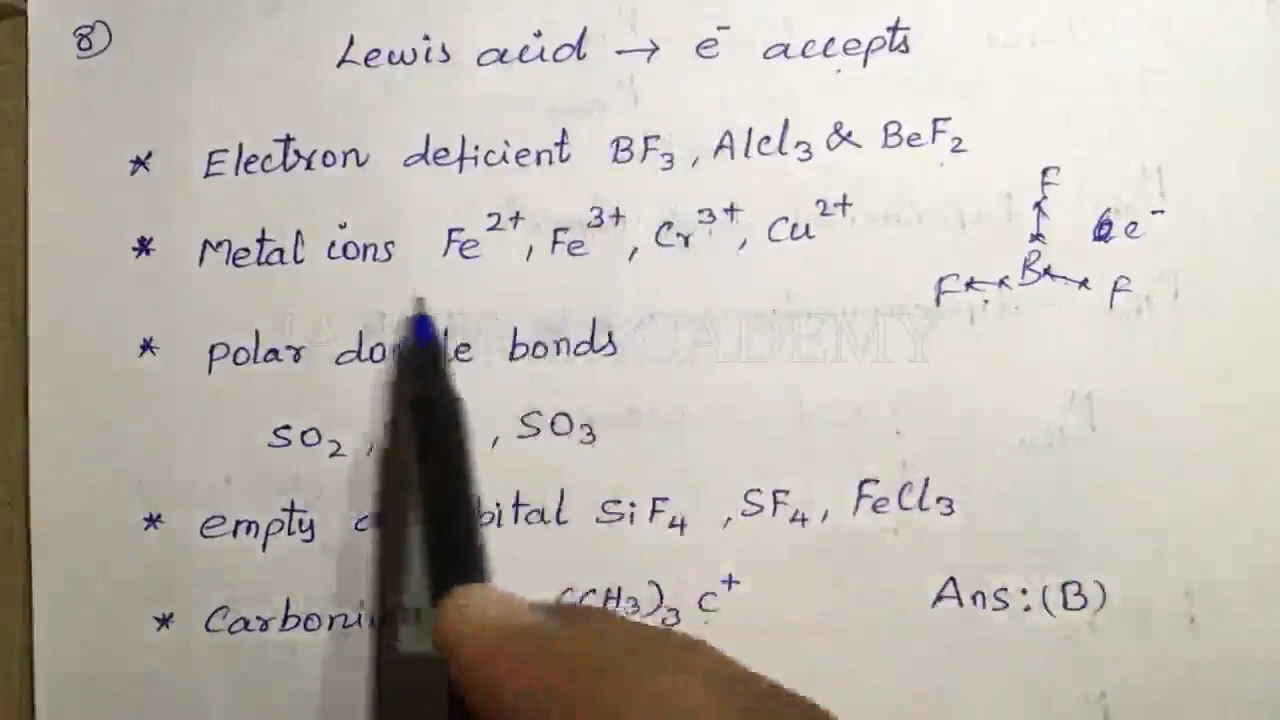 8)
Lewis acid → e⁻ accepts
* Electron deficient BF₃, AlCl₃ & BeF₂
* Metal ions Fe²⁺, Fe³⁺, Cr³⁺, Cu²⁺
F
6e⁻
F B F
* polar bonds
SO₂, , SO₃
* empty SiF₄, SF₄, FeCl₃
* (CH₃)₃ C⁺
Ans: (B)